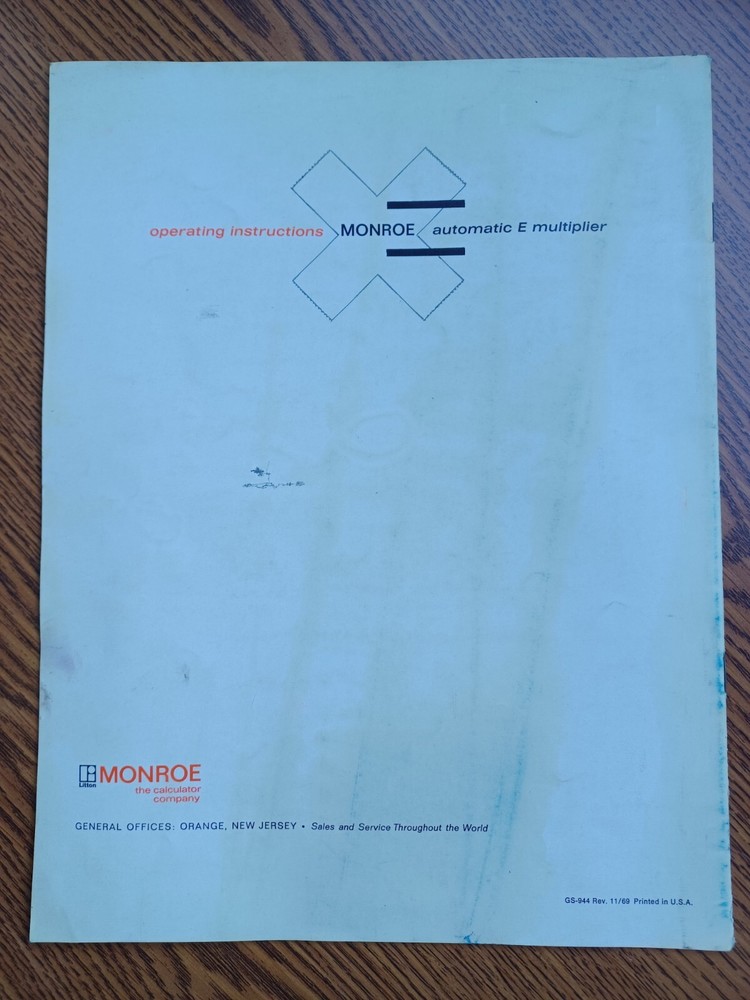 operating instructions MONROE automatic E multiplier
Litton
MONROE
the calculator
company
GENERAL OFFICES: ORANGE, NEW JERSEY • Sales and Service Throughout the World
GS-944 Rev. 11/69 Printed in U.S.A.